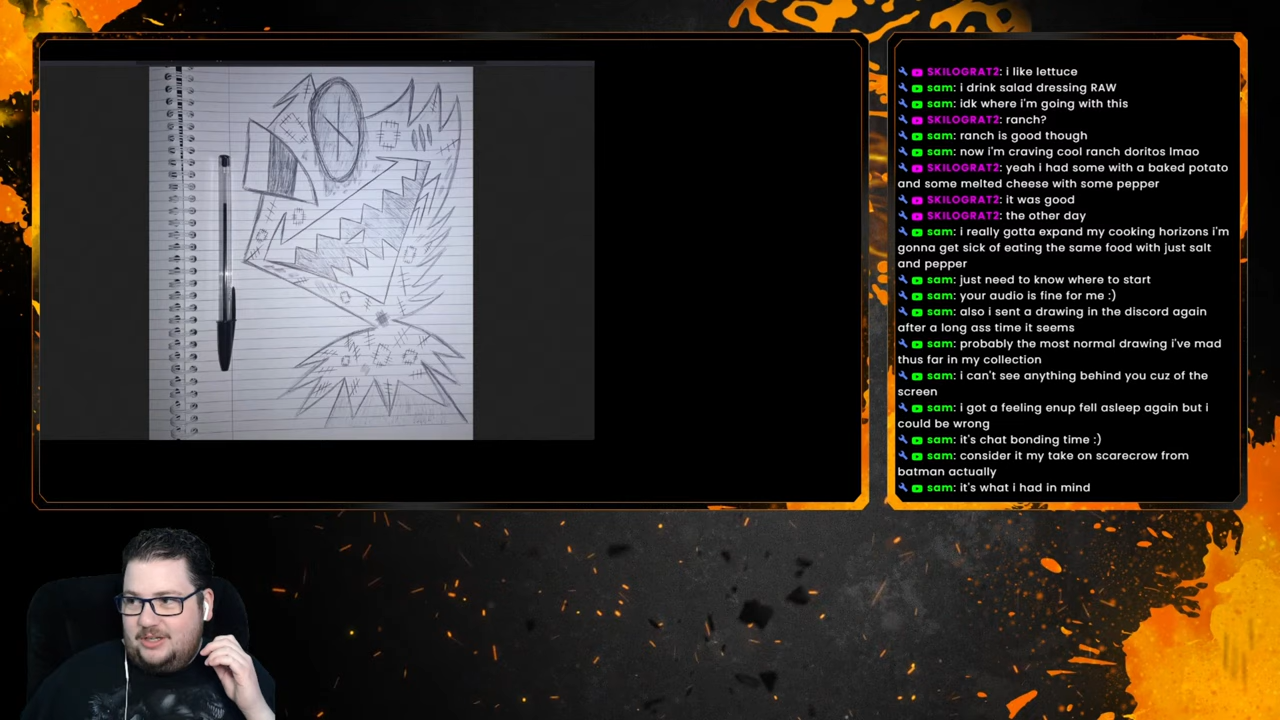 SKILOGRAT2: i like lettuce
sam: i drink salad dressing RAW
sam: idk where i'm going with this
SKILOGRAT2: ranch?
sam: ranch is good though
sam: now i'm craving cool ranch doritos lmao
SKILOGRAT2: yeah i had some with a baked potato
and some melted cheese with some pepper
SKILOGRAT2: it was good
SKILOGRAT2: the other day
sam: i really gotta expand my cooking horizons i'm
gonna get sick of eating the same food with just salt
and pepper
sam: just need to know where to start
sam: your audio is fine for me :)
sam: also i sent a drawing in the discord again
after a long ass time it seems
sam: probably the most normal drawing i've mad
thus far in my collection
sam: i can't see anything behind you cuz of the
screen
sam: i got a feeling enup fell asleep again but i
could be wrong
sam: it's chat bonding time :)
sam: consider it my take on scarecrow from
batman actually
sam: it's what i had in mind